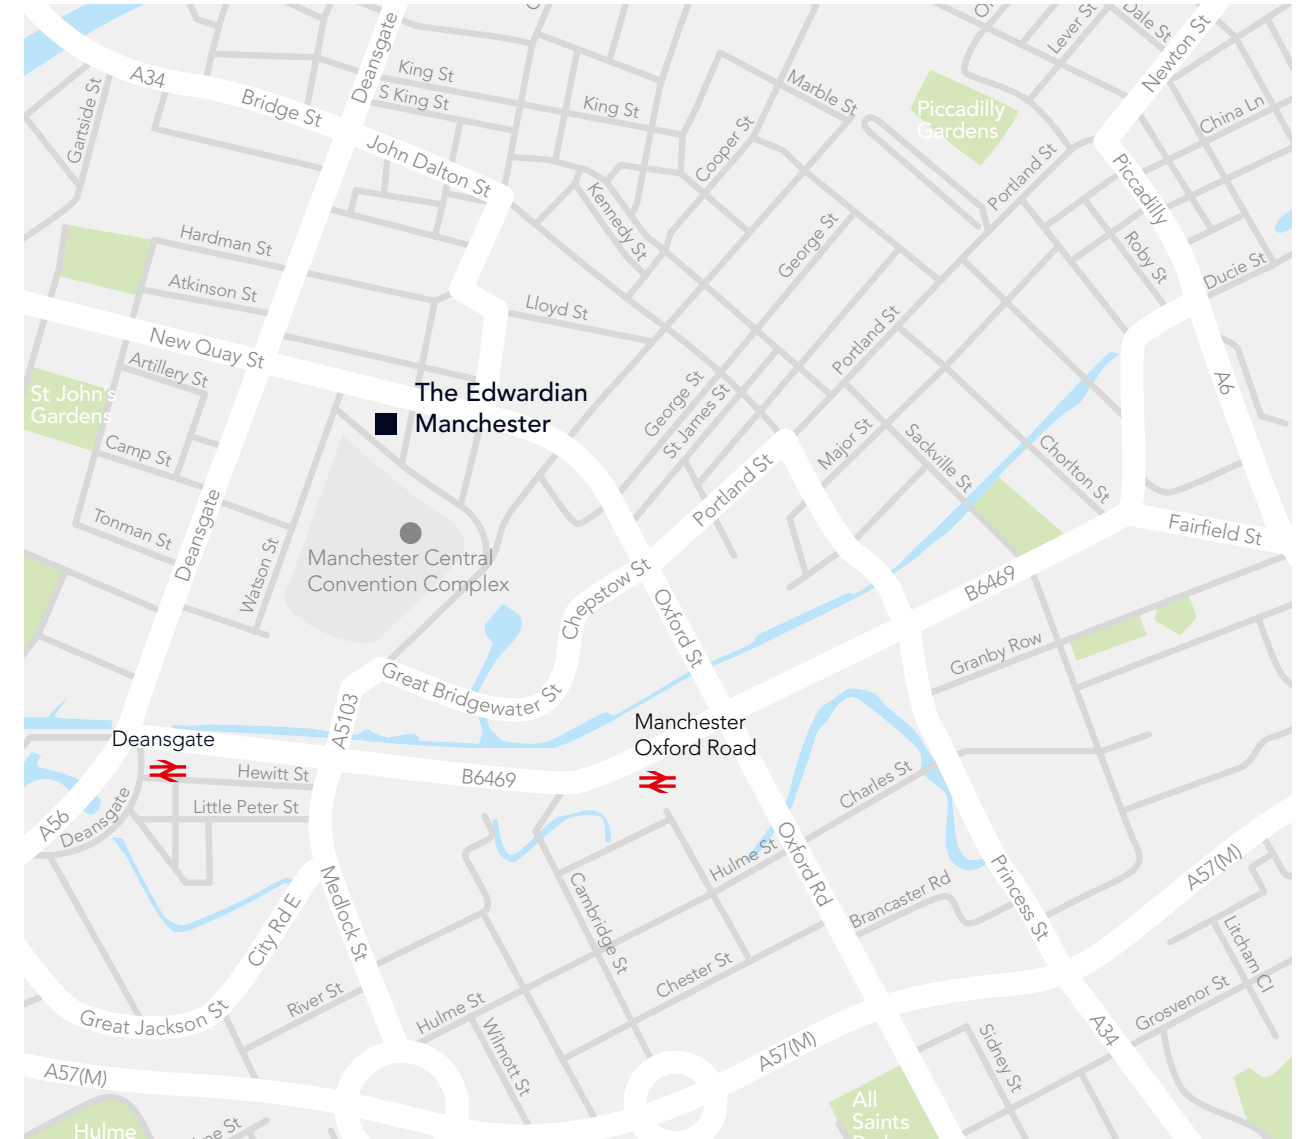 Deansgate
Lever St
Dale St
Newton St
A34
King St
S King St
King St
Marble St
Piccadilly
Gardens
China Ln
Bridge St
Gartside St
John Dalton St
Cooper St
Portland St
Piccadilly
Kennedy St
George St
Roby St
Ducie St
Hardman St
Atkinson St
Lloyd St
Portland St
New Quay St
Artillery St
St John's
Gardens
The Edwardian
Manchester
George St
St James St
A6
Camp St
Major St
Sackville St
Chorlton St
Portland St
Tonman St
Deansgate
Watson St
Manchester Central
Convention Complex
Fairfield St
Chepstow St
Oxford St
B6469
Granby Row
Great Bridgewater St
A5103
Manchester
Oxford Road
Deansgate
Hewitt St
B6469
Charles St
Little Peter St
A56
Deansgate
Hulme St
Oxford Rd
Princess St
A57(M)
Medlock St
Cambridge St
Brancaster Rd
City Rd E
Litcham Cl
Chester St
River St
Hulme St
Grosvenor St
Great Jackson St
Wilmott St
A57(M)
Sidney St
A34
A57(M)
All
Saints
Hulme